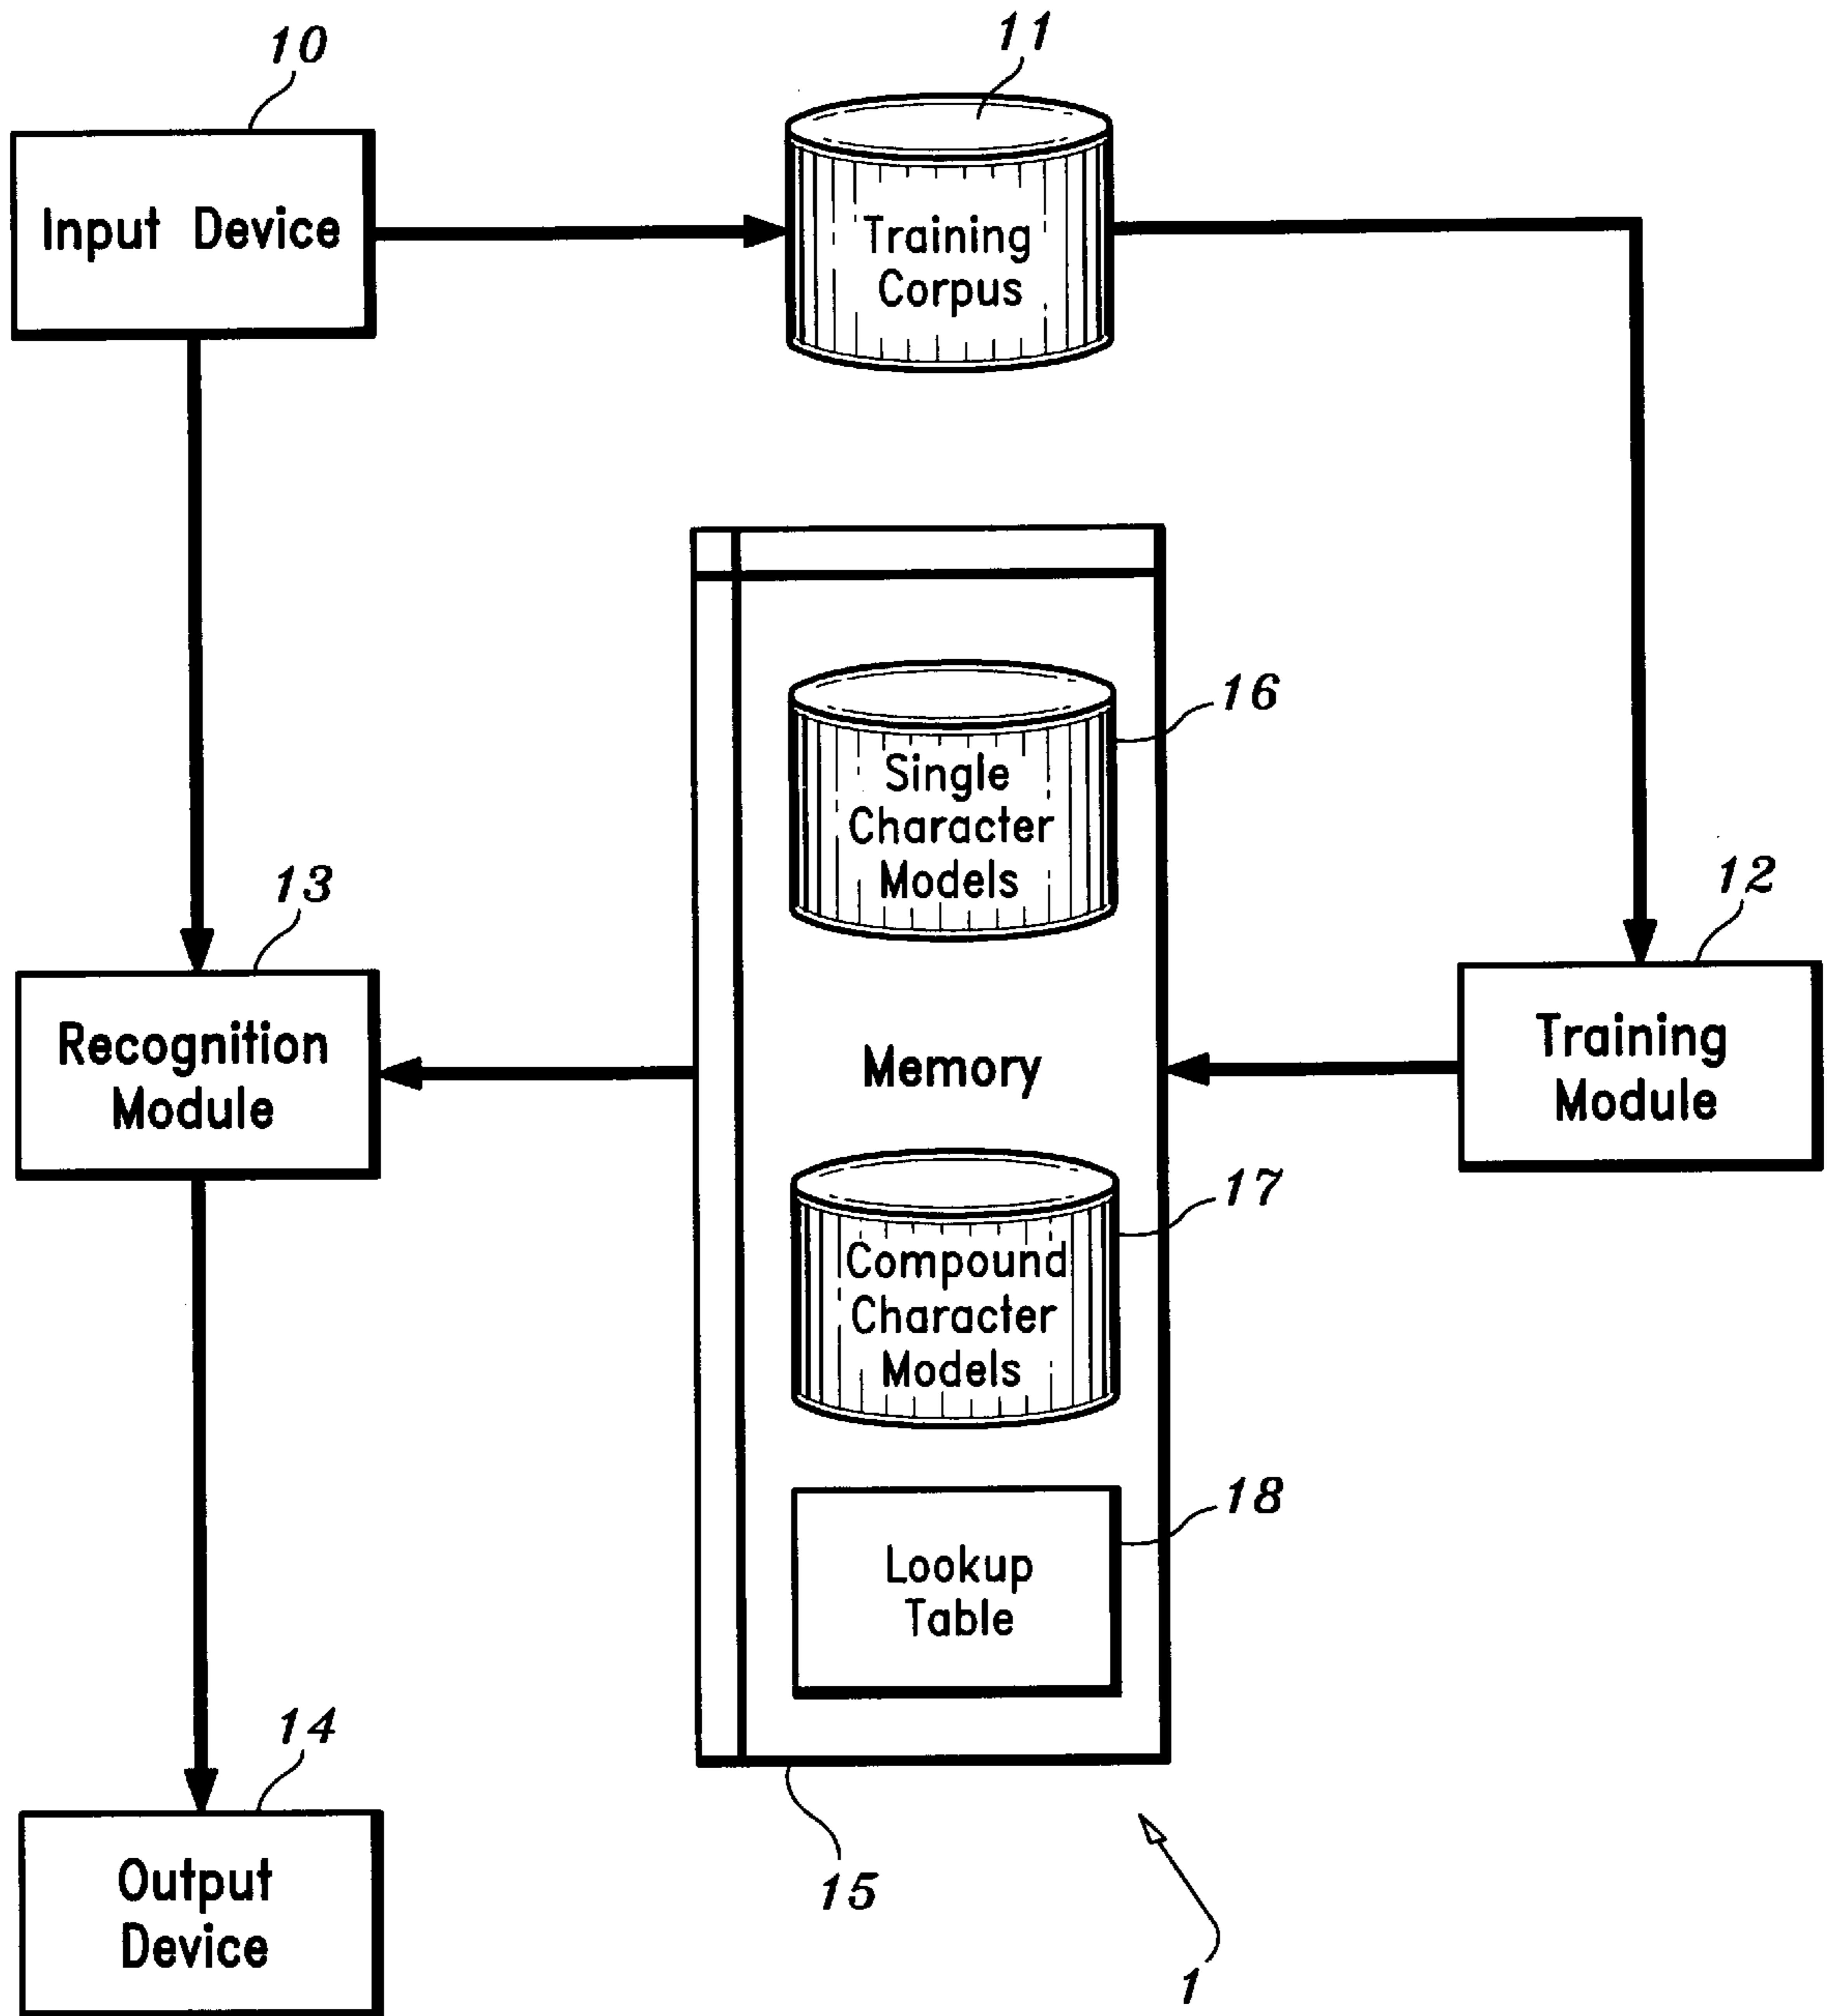 10
11
Input Device
Training
Corpus
16
Single
Character
Models
13
12
Recognition
Module
Memory
Training
Module
17
Compound
Character
Models
18
Lookup
Table
14
Output
Device
15
1